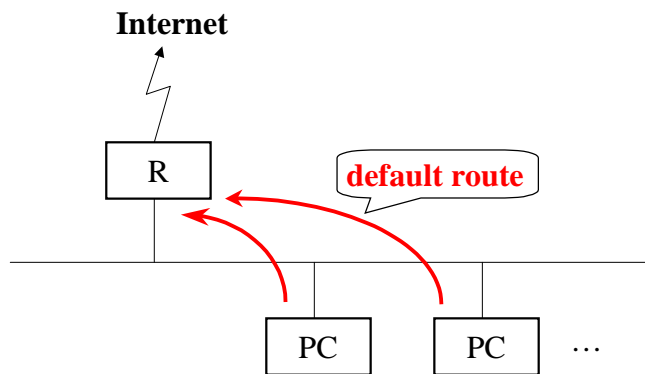 Internet
R
default route
PC
PC
…